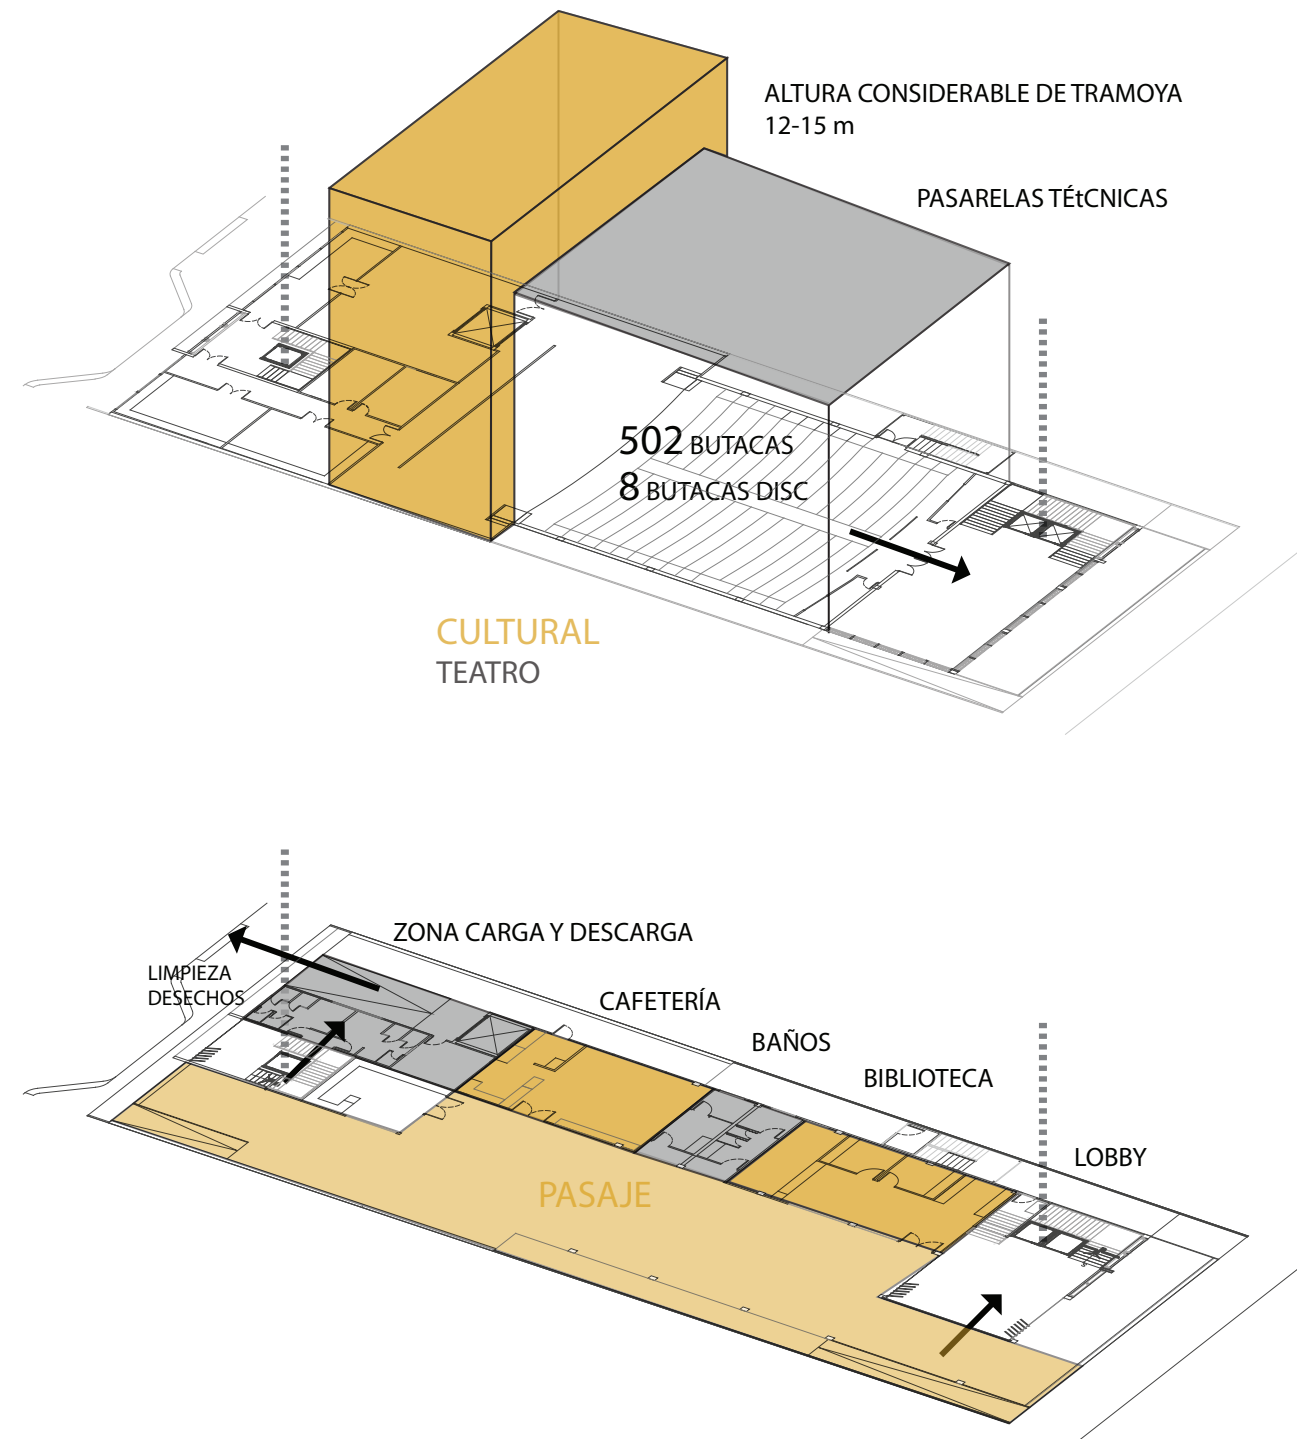 ALTURA CONSIDERABLE DE TRAMOYA
12-15 m
PASARELAS TÉtCNICAS
502 BUTACAS
8 BUTACAS DISC
CULTURAL
TEATRO
ZONA CARGA Y DESCARGA
LIMPIEZA
DESECHOS
CAFETERÍA
BAÑOS
BIBLIOTECA
LOBBY
PASAJE